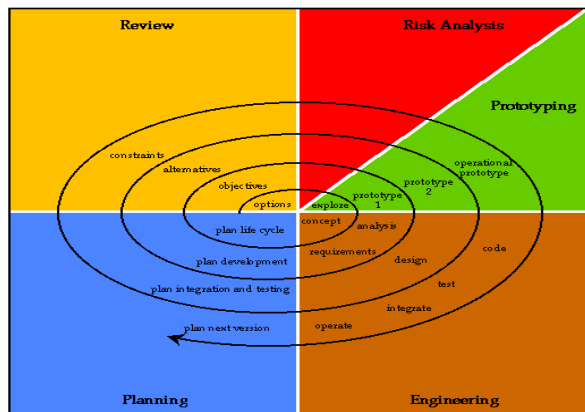 Review
Risk Analysis
Prototyping
constraints
alternatives
objectives
options
explore
prototype
1
prototype
2
operational
prototype
plan life cycle
concept
analysis
plan development
requirements
design
code
plan integration and testing
test
integrate
plan next version
operate
Planning
Engineering